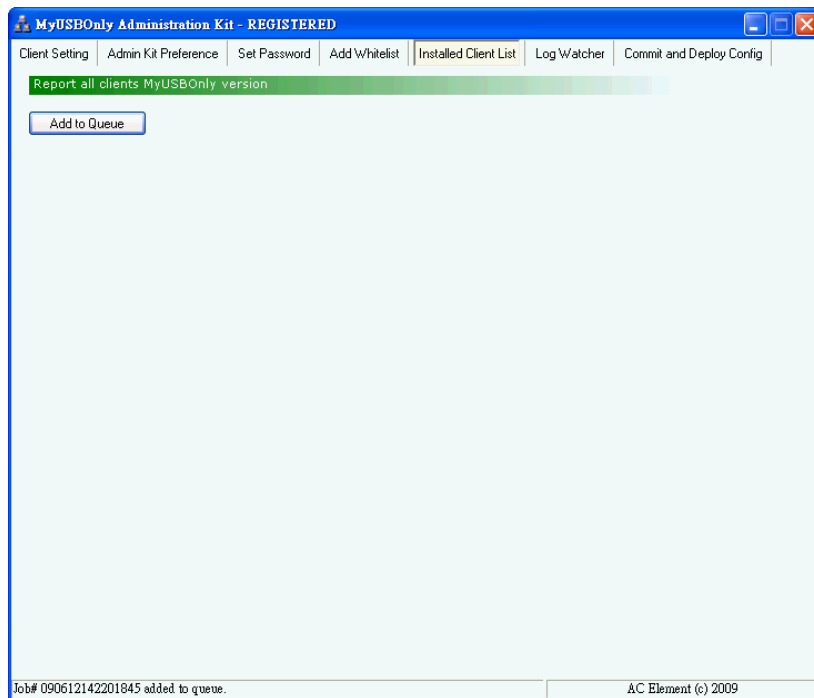 MyUSBOnly Administration Kit - REGISTERED
Client Setting Admin Kit Preference Set Password Add Whitelist Installed Client List Log Watcher Commit and Deploy Config
Report all clients MyUSBOnly version
Add to Queue
Job# 090612142201845 added to queue. AC Element (c) 2009